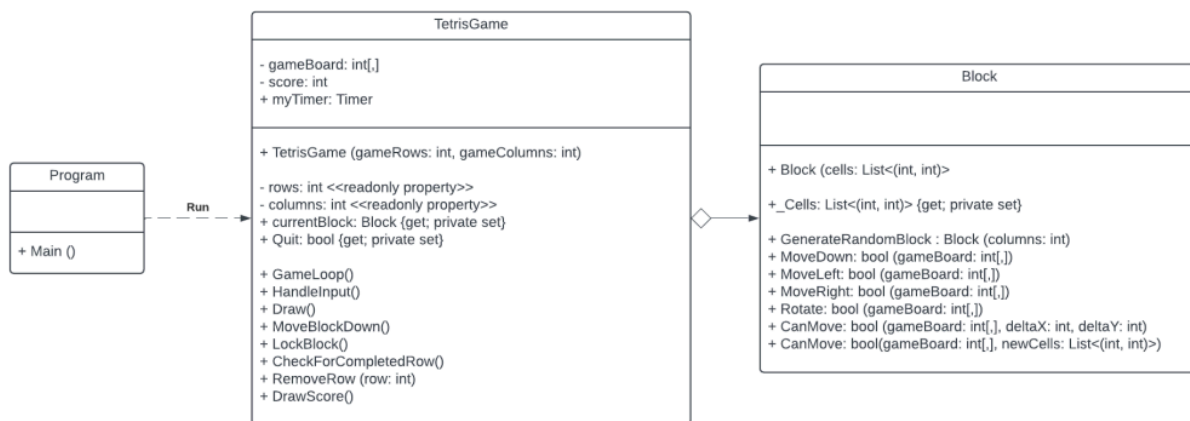 Program
+ Main ()
Run
TetrisGame
- gameBoard: int[,]
- score: int
+ myTimer: Timer
+ TetrisGame (gameRows: int, gameColumns: int)
- rows: int <<readonly property>>
- columns: int <<readonly property>>
+ currentBlock: Block {get; private set}
+ Quit: bool {get; private set}
+ GameLoop()
+ HandleInput()
+ Draw()
+ MoveBlockDown()
+ LockBlock()
+ CheckForCompletedRow()
+ RemoveRow (row: int)
+ DrawScore()
Block
+ Block (cells: List<(int, int)>
+_Cells: List<(int, int)> {get; private set}
+ GenerateRandomBlock : Block (columns: int)
+ MoveDown: bool (gameBoard: int[,])
+ MoveLeft: bool (gameBoard: int[,])
+ MoveRight: bool (gameBoard: int[,])
+ Rotate: bool (gameBoard: int[,])
+ CanMove: bool (gameBoard: int[,], deltaX: int, deltaY: int)
+ CanMove: bool(gameBoard: int[,], newCells: List<(int, int)>)